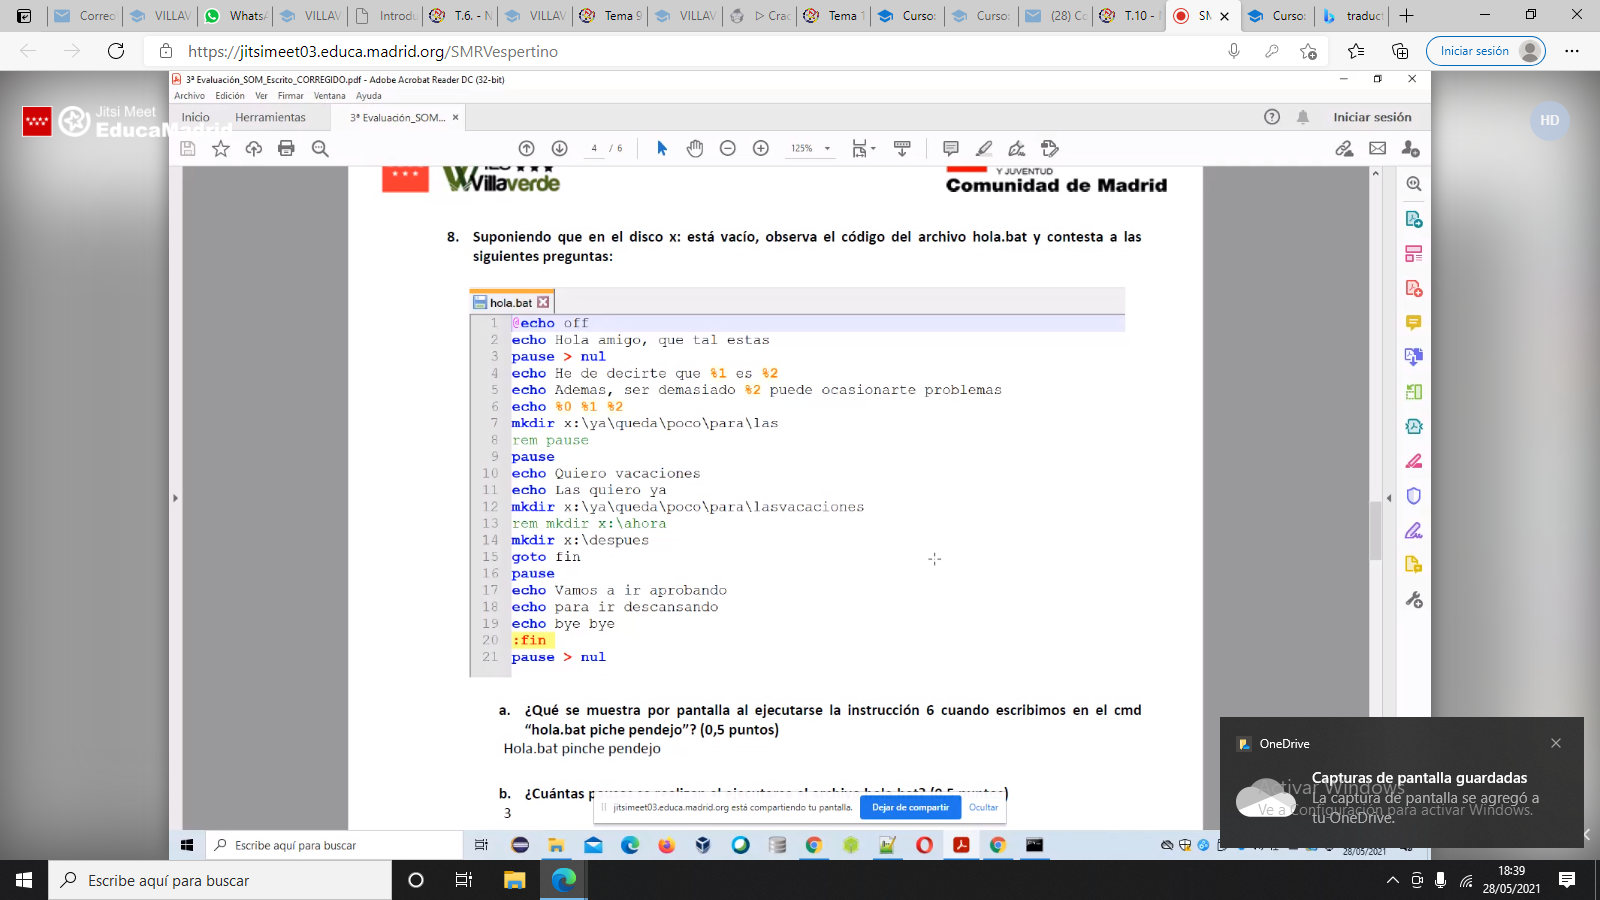 Correo
VILLAV
WhatsA
VILLAV
Introdu
T.6. - N
VILLAV
Tema 9
VILLAV
Crac
Tema 1
Curso:
Curso:
(28) Co
T.10 - N
SM
Curso:
traduct
https://jitsimeet03.educa.madrid.org/SMRVespertino
Iniciar sesión
3ª Evaluación_SOM_Escrito_CORREGIDO.pdf - Adobe Acrobat Reader DC (32-bit)
Archivo Edición Ver Firmar Ventana Ayuda
Jitsi Meet
EducaMadrid
Inicio Herramientas 3ª Evaluación_SOM... Iniciar sesión
HD
4 / 6 125%
Villaverde
Y JUVENTUD
Comunidad de Madrid
8. Suponiendo que en el disco x: está vacío, observa el código del archivo hola.bat y contesta a las
siguientes preguntas:
hola.bat
1 @echo off
2 echo Hola amigo, que tal estas
3 pause > nul
4 echo He de decirte que %1 es %2
5 echo Ademas, ser demasiado %2 puede ocasionarte problemas
6 echo %0 %1 %2
7 mkdir x:\ya\queda\poco\para\las
8 rem pause
9 pause
10 echo Quiero vacaciones
11 echo Las quiero ya
12 mkdir x:\ya\queda\poco\para\lasvacaciones
13 rem mkdir x:\ahora
14 mkdir x:\despues
15 goto fin
16 pause
17 echo Vamos a ir aprobando
18 echo para ir descansando
19 echo bye bye
20 :fin
21 pause > nul
a. ¿Qué se muestra por pantalla al ejecutarse la instrucción 6 cuando escribimos en el cmd
“hola.bat piche pendejo”? (0,5 puntos)
Hola.bat pinche pendejo
b. ¿Cuántas
3
jitsimeet03.educa.madrid.org está compartiendo tu pantalla. Dejar de compartir Ocultar
OneDrive
Capturas de pantalla guardadas
La captura de pantalla se agregó a
tu OneDrive.
Activar Windows
Ve a Configuración para activar Windows.
Escribe aquí para buscar
28/05/2021
Escribe aquí para buscar
18:39
28/05/2021